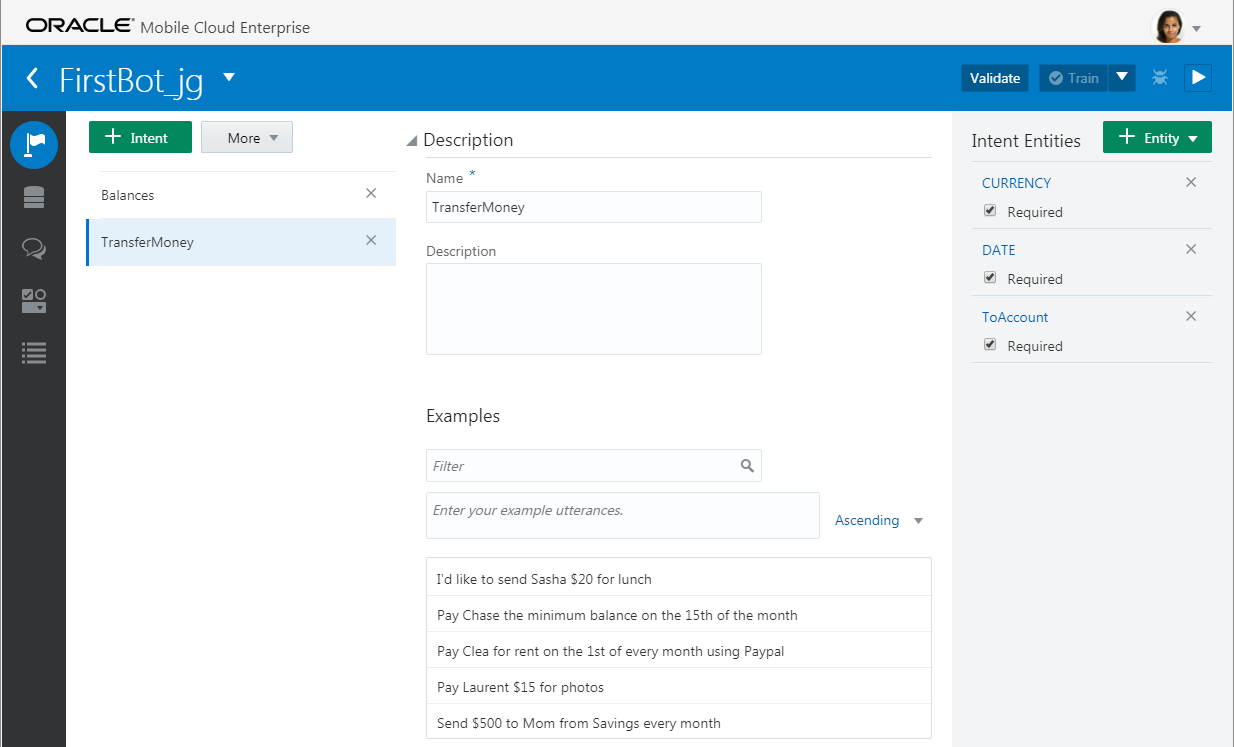 ORACLE® Mobile Cloud Enterprise
FirstBot_jg
Validate
Train
Intent
More
Balances
TransferMoney
Description
Name *
TransferMoney
Description
Examples
Filter
Enter your example utterances.
Ascending
I'd like to send Sasha $20 for lunch
Pay Chase the minimum balance on the 15th of the month
Pay Clea for rent on the 1st of every month using Paypal
Pay Laurent $15 for photos
Send $500 to Mom from Savings every month
Intent Entities
Entity
CURRENCY
Required
DATE
Required
ToAccount
Required